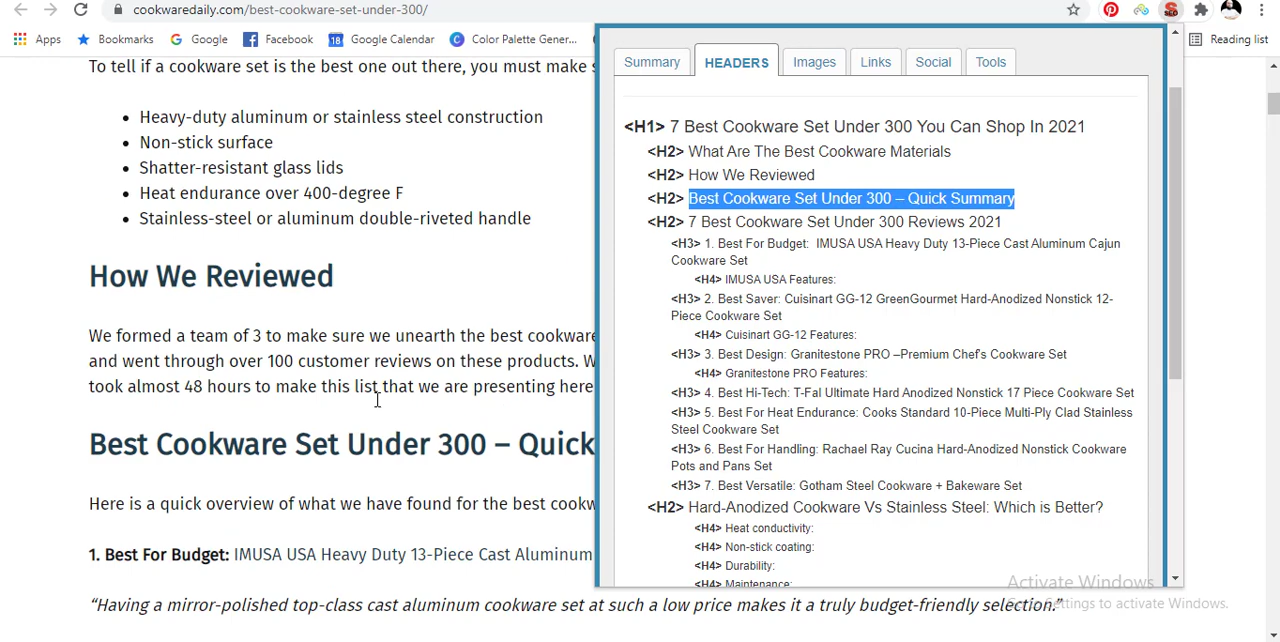 cookwaredaily.com/best-cookware-set-under-300/
Apps
Bookmarks
Google
Facebook
18
Google Calendar
Color Palette Gener...
SEO
Reading list
To tell if a cookware set is the best one out there, you must make
• Heavy-duty aluminum or stainless steel construction
• Non-stick surface
• Shatter-resistant glass lids
• Heat endurance over 400-degree F
• Stainless-steel or aluminum double-riveted handle
How We Reviewed
We formed a team of 3 to make sure we unearth the best cookware
and went through over 100 customer reviews on these products.
took almost 48 hours to make this list that we are presenting here
Best Cookware Set Under 300 – Quick
Here is a quick overview of what we have found for the best
1. Best For Budget: IMUSA USA Heavy Duty 13-Piece Cast Aluminum
“Having a mirror-polished top-class cast aluminum cookware set at such a low price makes it a truly budget-friendly selection.”
Summary
HEADERS
Images
Links
Social
Tools
<H1> 7 Best Cookware Set Under 300 You Can Shop In 2021
<H2> What Are The Best Cookware Materials
<H2> How We Reviewed
<H2> Best Cookware Set Under 300 – Quick Summary
<H2> 7 Best Cookware Set Under 300 Reviews 2021
<H3> 1. Best For Budget: IMUSA USA Heavy Duty 13-Piece Cast Aluminum Cajun
Cookware Set
<H4> IMUSA USA Features:
<H3> 2. Best Saver: Cuisinart GG-12 GreenGourmet Hard-Anodized Nonstick 12-
Piece Cookware Set
<H4> Cuisinart GG-12 Features:
<H3> 3. Best Design: Granitestone PRO –Premium Chef's Cookware Set
<H4> Granitestone PRO Features:
<H3> 4. Best Hi-Tech: T-Fal Ultimate Hard Anodized Nonstick 17 Piece Cookware Set
<H3> 5. Best For Heat Endurance: Cooks Standard 10-Piece Multi-Ply Clad Stainless
Steel Cookware Set
<H3> 6. Best For Handling: Rachael Ray Cucina Hard-Anodized Nonstick Cookware
Pots and Pans Set
<H3> 7. Best Versatile: Gotham Steel Cookware + Bakeware Set
<H2> Hard-Anodized Cookware Vs Stainless Steel: Which is Better?
<H4> Heat conductivity:
<H4> Non-stick coating:
<H4> Durability:
<H4> Maintenance:
Activate Windows
Settings to activate Windows.